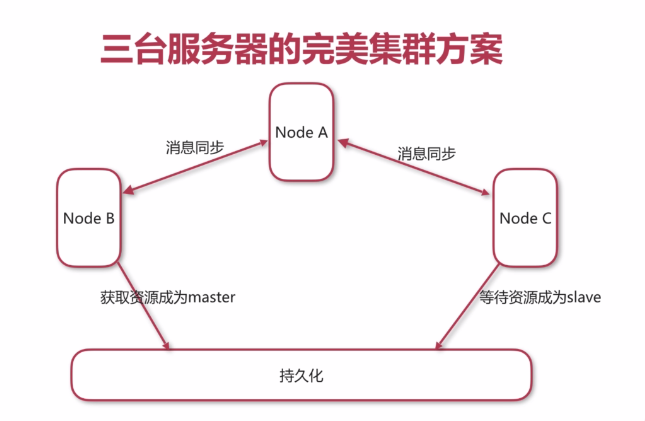 三台服务器的完美集群方案
Node A
消息同步
消息同步
Node B
Node C
获取资源成为master
等待资源成为slave
持久化